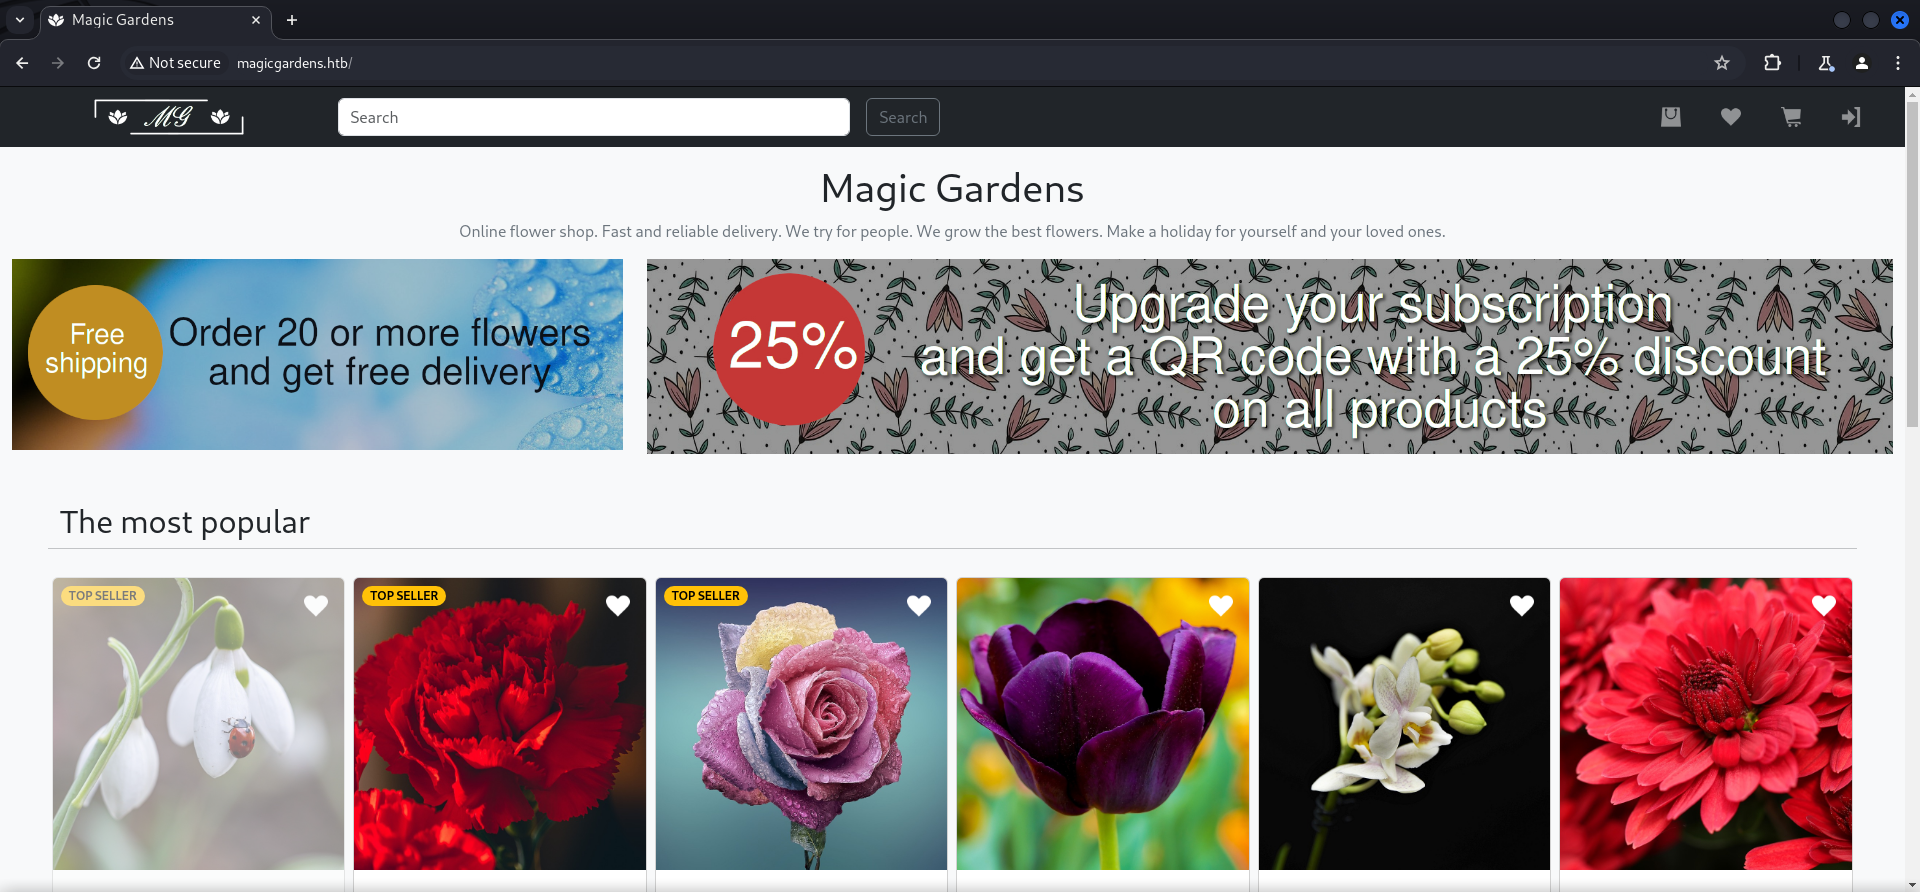 Magic Gardens
Not secure
magicgardens.htb/
MG
Search
Search
Magic Gardens
Online flower shop. Fast and reliable delivery. We try for people. We grow the best flowers. Make a holiday for yourself and your loved ones.
Free
shipping
Order 20 or more flowers
and get free delivery
25%
Upgrade your subscription
and get a QR code with a 25% discount
on all products
The most popular
TOP SELLER
TOP SELLER
TOP SELLER